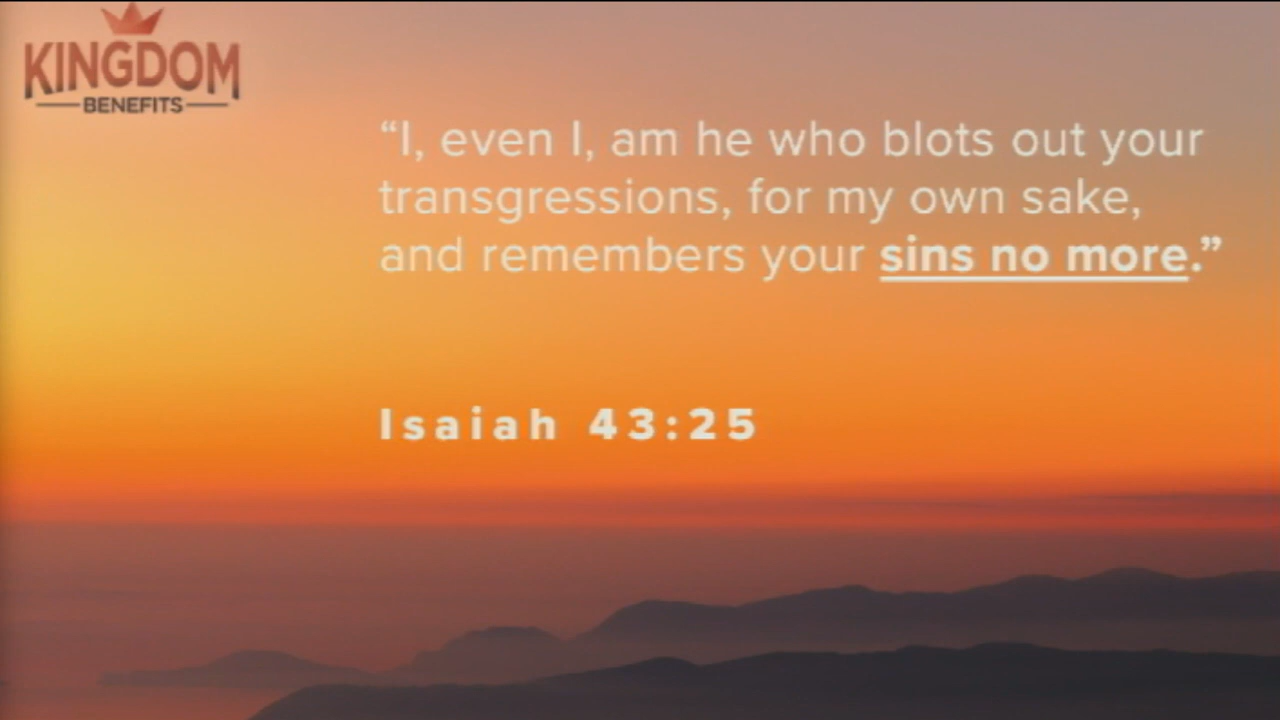 KINGDOM
BENEFITS
“I, even I, am he who blots out your
transgressions, for my own sake,
and remembers your sins no more.”
Isaiah 43:25